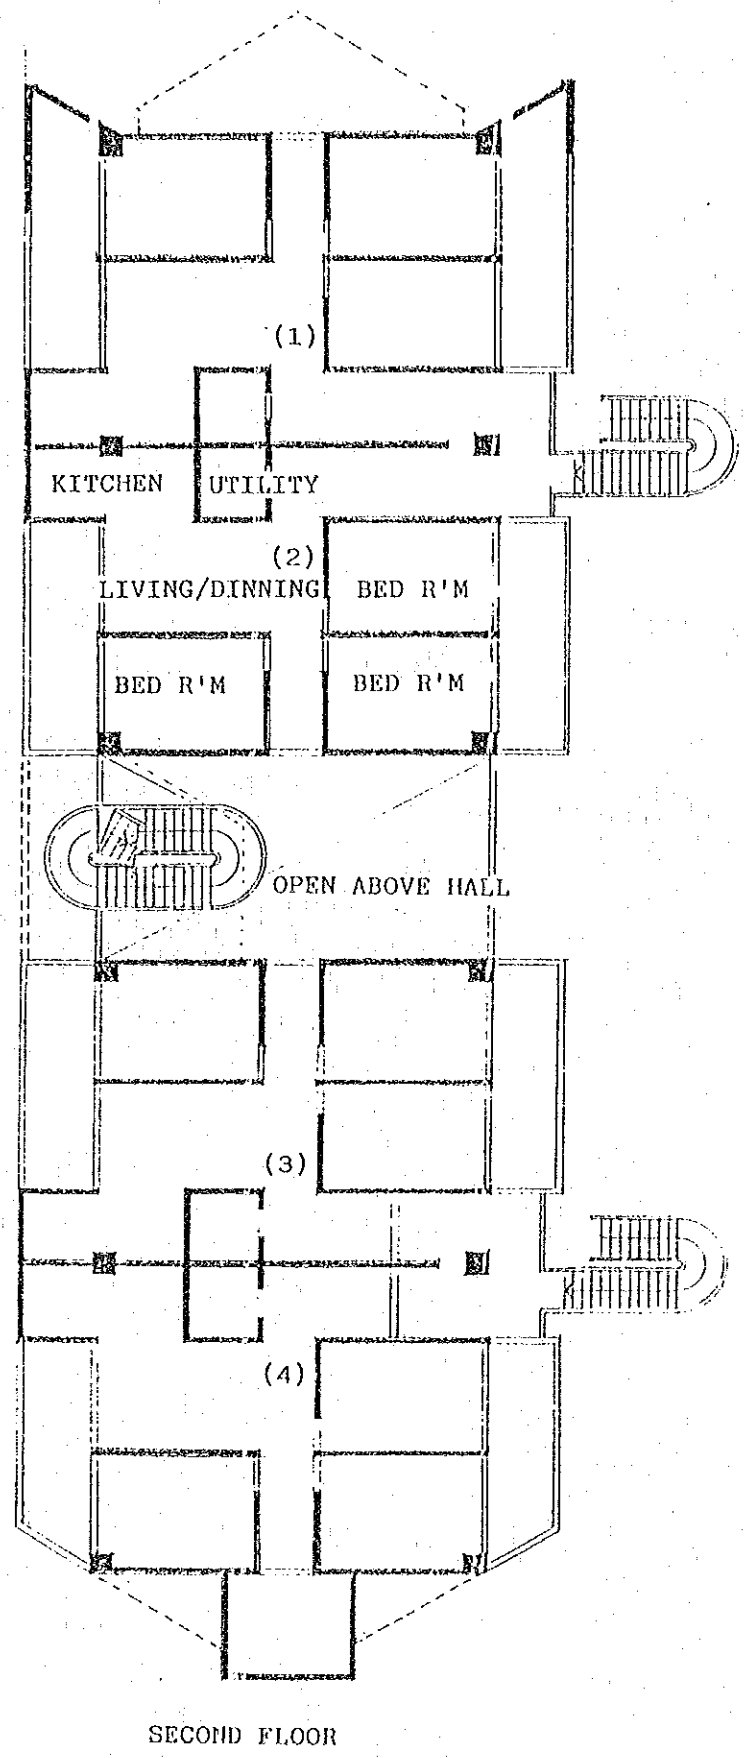 (1)
KITCHEN UTILITY
(2)
LIVING/DINNING BED R'M
BED R'M BED R'M
OPEN ABOVE HALL
(3)
(4)
SECOND FLOOR